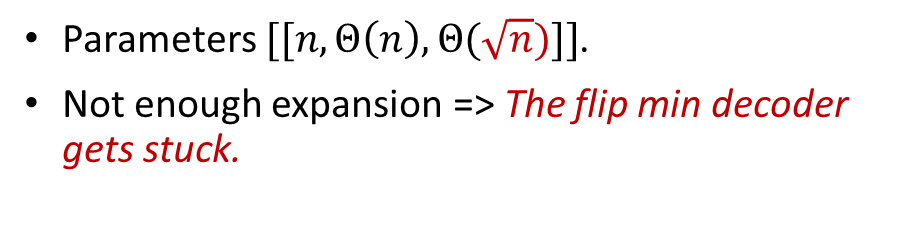 • Parameters [[n, Θ(n), Θ(√n)]].
• Not enough expansion => The flip min decoder
gets stuck.